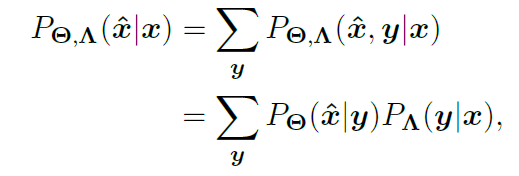 P_{Θ,Λ}(x̂|x) = ∑_y P_{Θ,Λ}(x̂, y|x)
= ∑_y P_Θ(x̂|y)P_Λ(y|x),